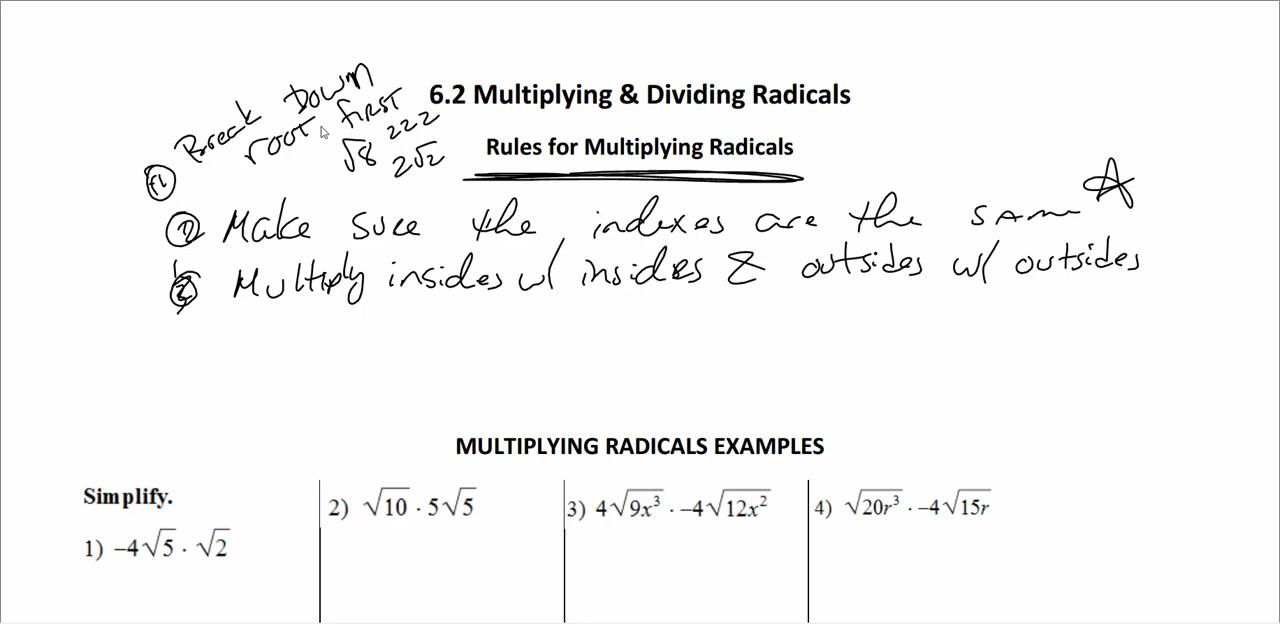 6.2 Multiplying & Dividing Radicals
Break Down
root first
√8 222
2√2
Rules for Multiplying Radicals
① Make sure the indexes are the same
Multiply insides w/ insides & outsides w/ outsides
MULTIPLYING RADICALS EXAMPLES
Simplify.
1) −4√5 · √2
2) √10 · 5√5
3) 4√9x³ · −4√12x²
4) √20r³ · −4√15r